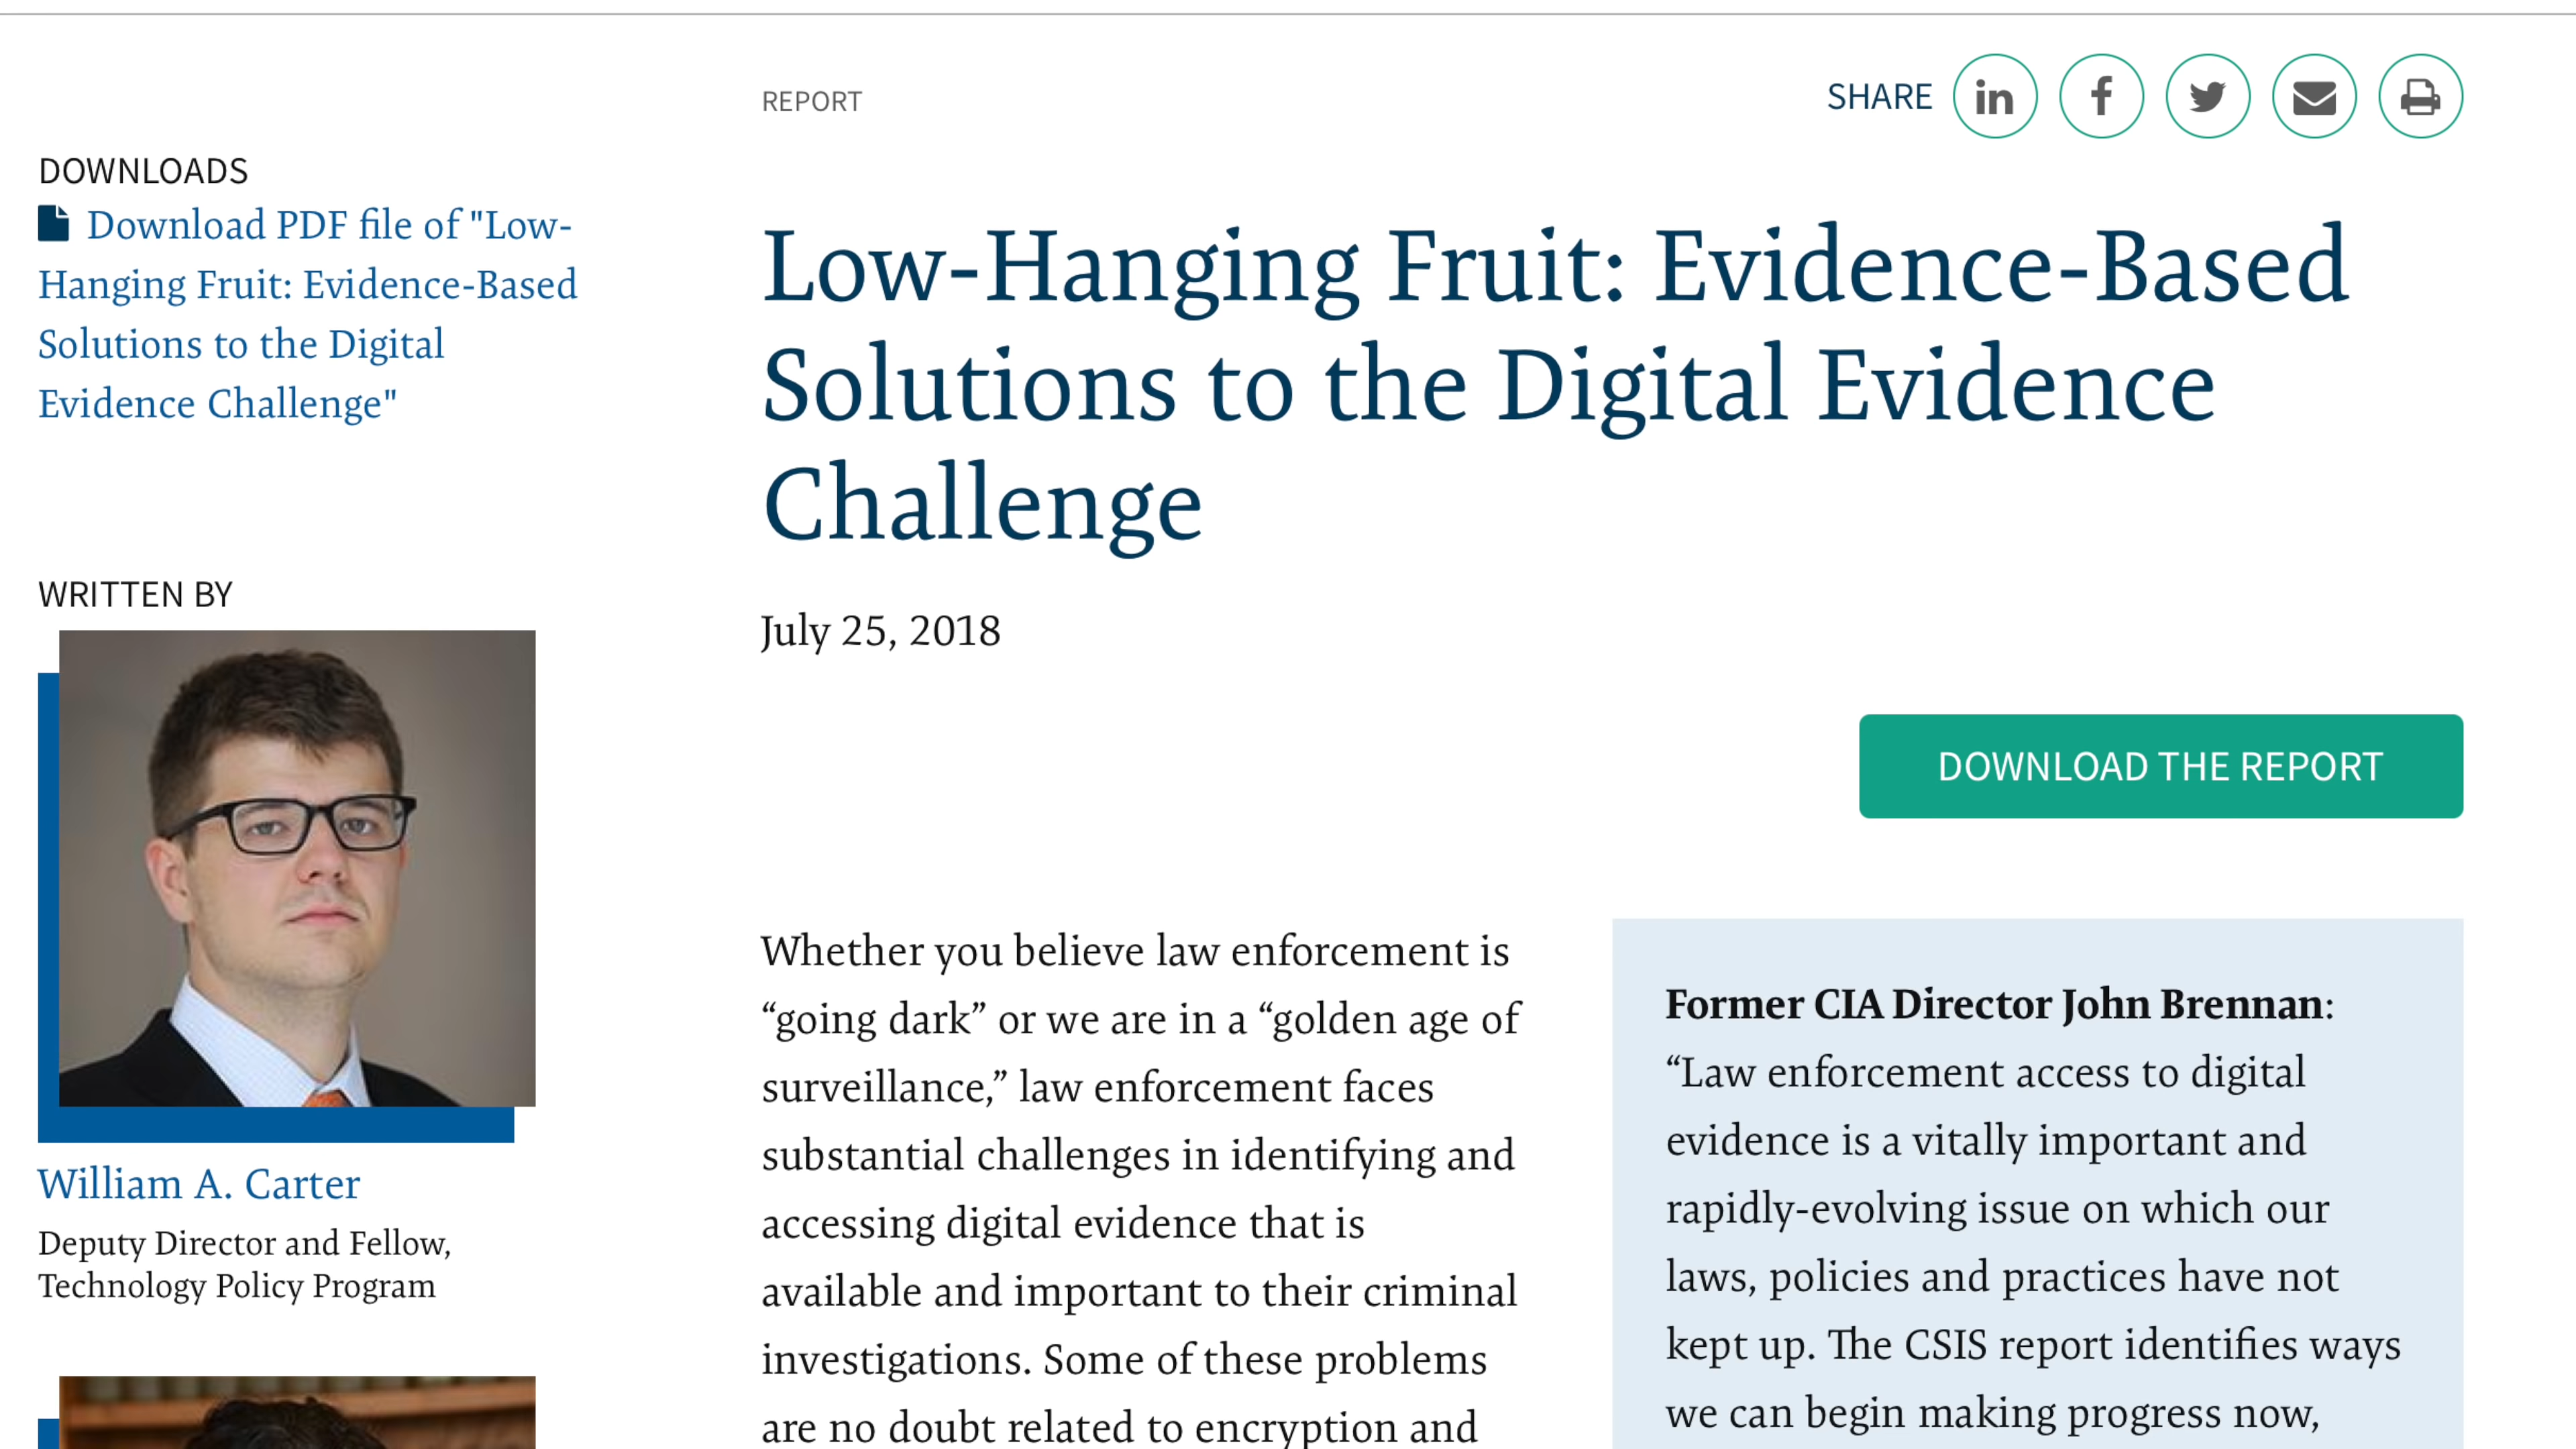 REPORT
SHARE
DOWNLOADS
Download PDF file of "Low-
Hanging Fruit: Evidence-Based
Solutions to the Digital
Evidence Challenge"
WRITTEN BY
William A. Carter
Deputy Director and Fellow,
Technology Policy Program
Low-Hanging Fruit: Evidence-Based
Solutions to the Digital Evidence
Challenge
July 25, 2018
DOWNLOAD THE REPORT
Whether you believe law enforcement is
“going dark” or we are in a “golden age of
surveillance,” law enforcement faces
substantial challenges in identifying and
accessing digital evidence that is
available and important to their criminal
investigations. Some of these problems
are no doubt related to encryption and
Former CIA Director John Brennan:
“Law enforcement access to digital
evidence is a vitally important and
rapidly-evolving issue on which our
laws, policies and practices have not
kept up. The CSIS report identifies ways
we can begin making progress now,